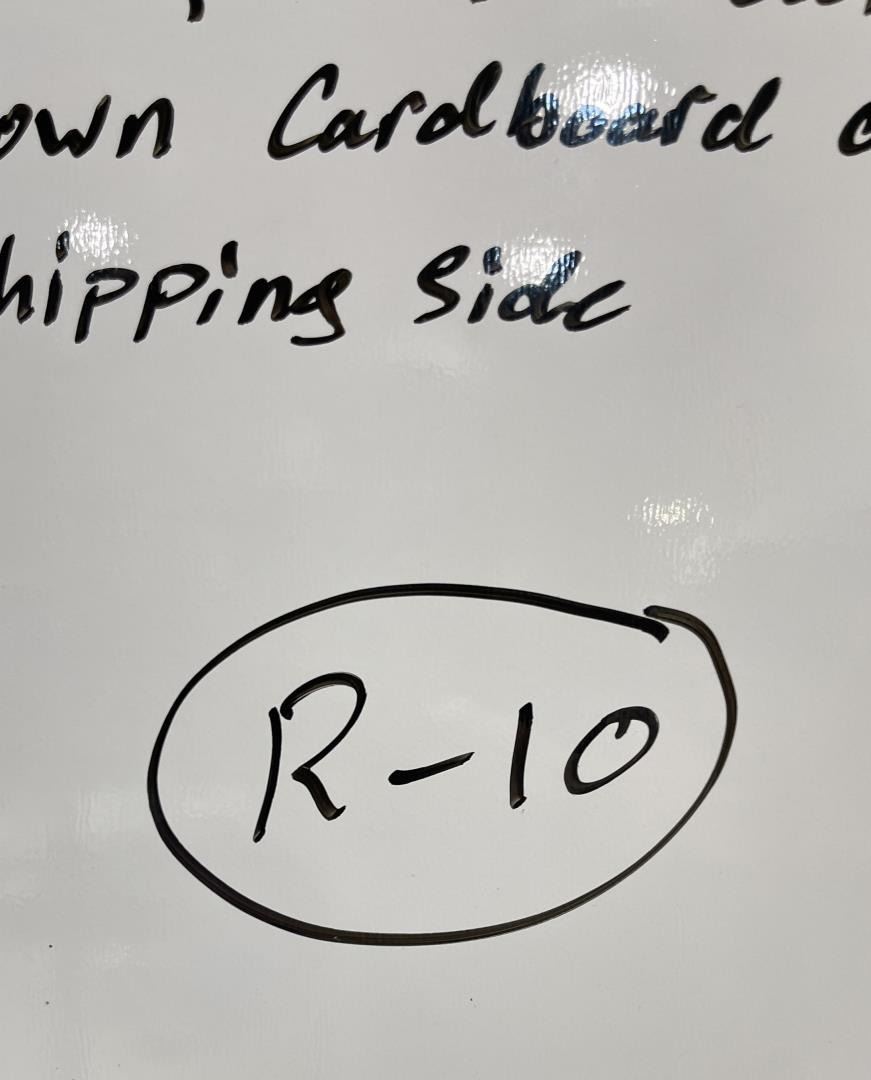 own Cardboard
hipping Side
R-10